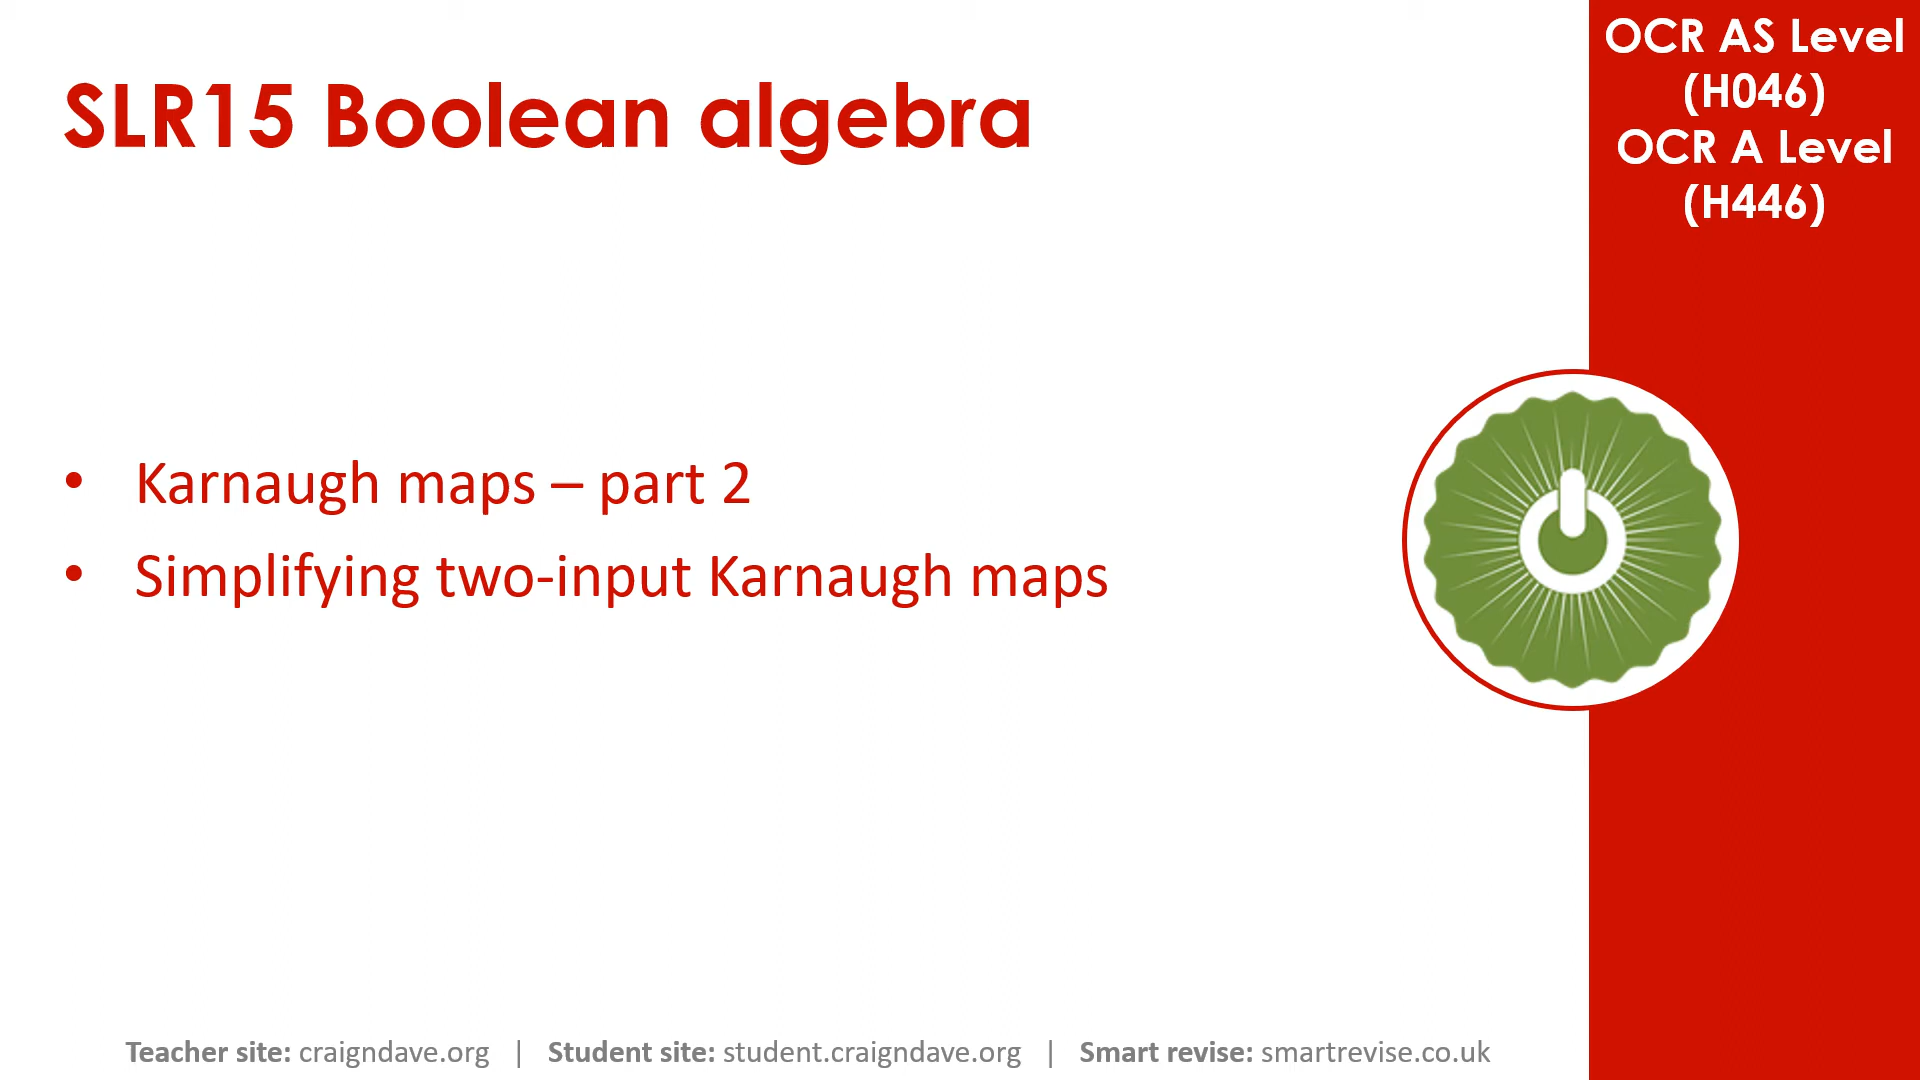 SLR15 Boolean algebra
OCR AS Level
(H046)
OCR A Level
(H446)
• Karnaugh maps – part 2
• Simplifying two-input Karnaugh maps
Teacher site: craigndave.org | Student site: student.craigndave.org | Smart revise: smartrevise.co.uk